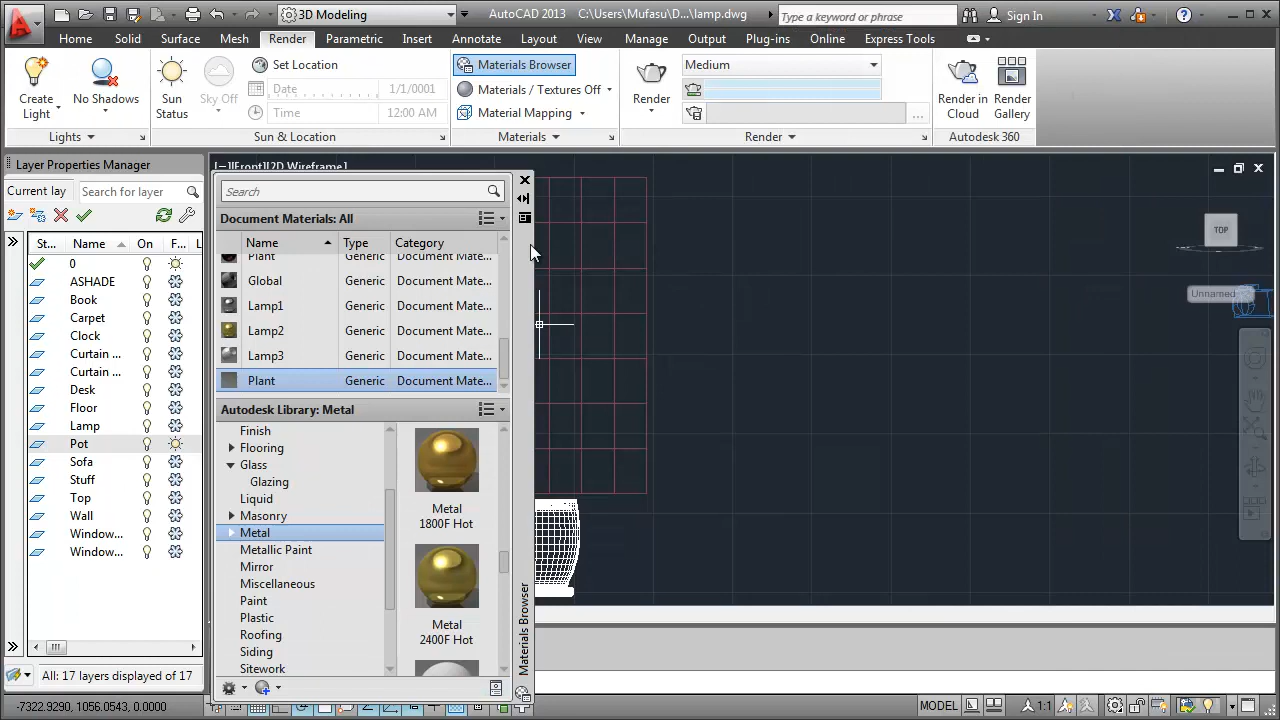 3D Modeling
AutoCAD 2013 C:\Users\Mufasu\D...\lamp.dwg
Type a keyword or phrase
Sign In
Home Solid Surface Mesh Render Parametric Insert Annotate Layout View Manage Output Plug-ins Online Express Tools
Create Light
No Shadows
Sun Status
Sky Off
Set Location
Date 1/1/0001
Time 12:00 AM
Materials Browser
Materials / Textures Off
Material Mapping
Render
Medium
Render in Cloud
Render Gallery
Lights
Sun & Location
Materials
Render
Autodesk 360
Layer Properties Manager
Current lay
Search for layer
St... Name On F... L
0
ASHADE
Book
Carpet
Clock
Curtain ...
Curtain ...
Desk
Floor
Lamp
Pot
Sofa
Stuff
Top
Wall
Window...
Window...
All: 17 layers displayed of 17
[−][Front][2D Wireframe]
Search
Document Materials: All
Name Type Category
Plant Generic Document Mate...
Global Generic Document Mate...
Lamp1 Generic Document Mate...
Lamp2 Generic Document Mate...
Lamp3 Generic Document Mate...
Plant Generic Document Mate...
Autodesk Library: Metal
Finish
Flooring
Glass
Glazing
Liquid
Masonry
Metal
Metallic Paint
Mirror
Miscellaneous
Paint
Plastic
Roofing
Siding
Sitework
Metal
1800F Hot
Metal
2400F Hot
Materials Browser
TOP
Unnamed
-7322.9290, 1096.0543, 0.0000
MODEL
1:1